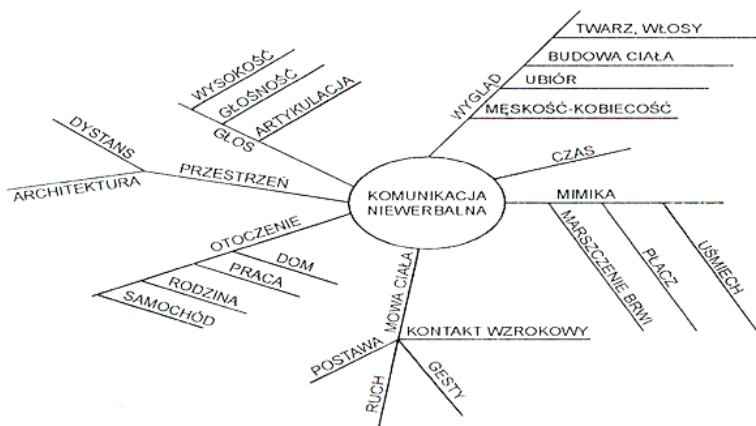 KOMUNIKACJA
NIEWERBALNA
WYGLĄD
TWARZ, WŁOSY
BUDOWA CIAŁA
UBIÓR
MĘSKOŚĆ-KOBIECOŚĆ
CZAS
MIMIKA
MARSZCZENIE BRWI
PŁACZ
UŚMIECH
MOWA CIAŁA
KONTAKT WZROKOWY
GESTY
RUCH
POSTAWA
OTOCZENIE
DOM
PRACA
RODZINA
SAMOCHÓD
PRZESTRZEŃ
DYSTANS
ARCHITEKTURA
GŁOS
WYSOKOŚĆ
GŁOŚNOŚĆ
ARTYKULACJA